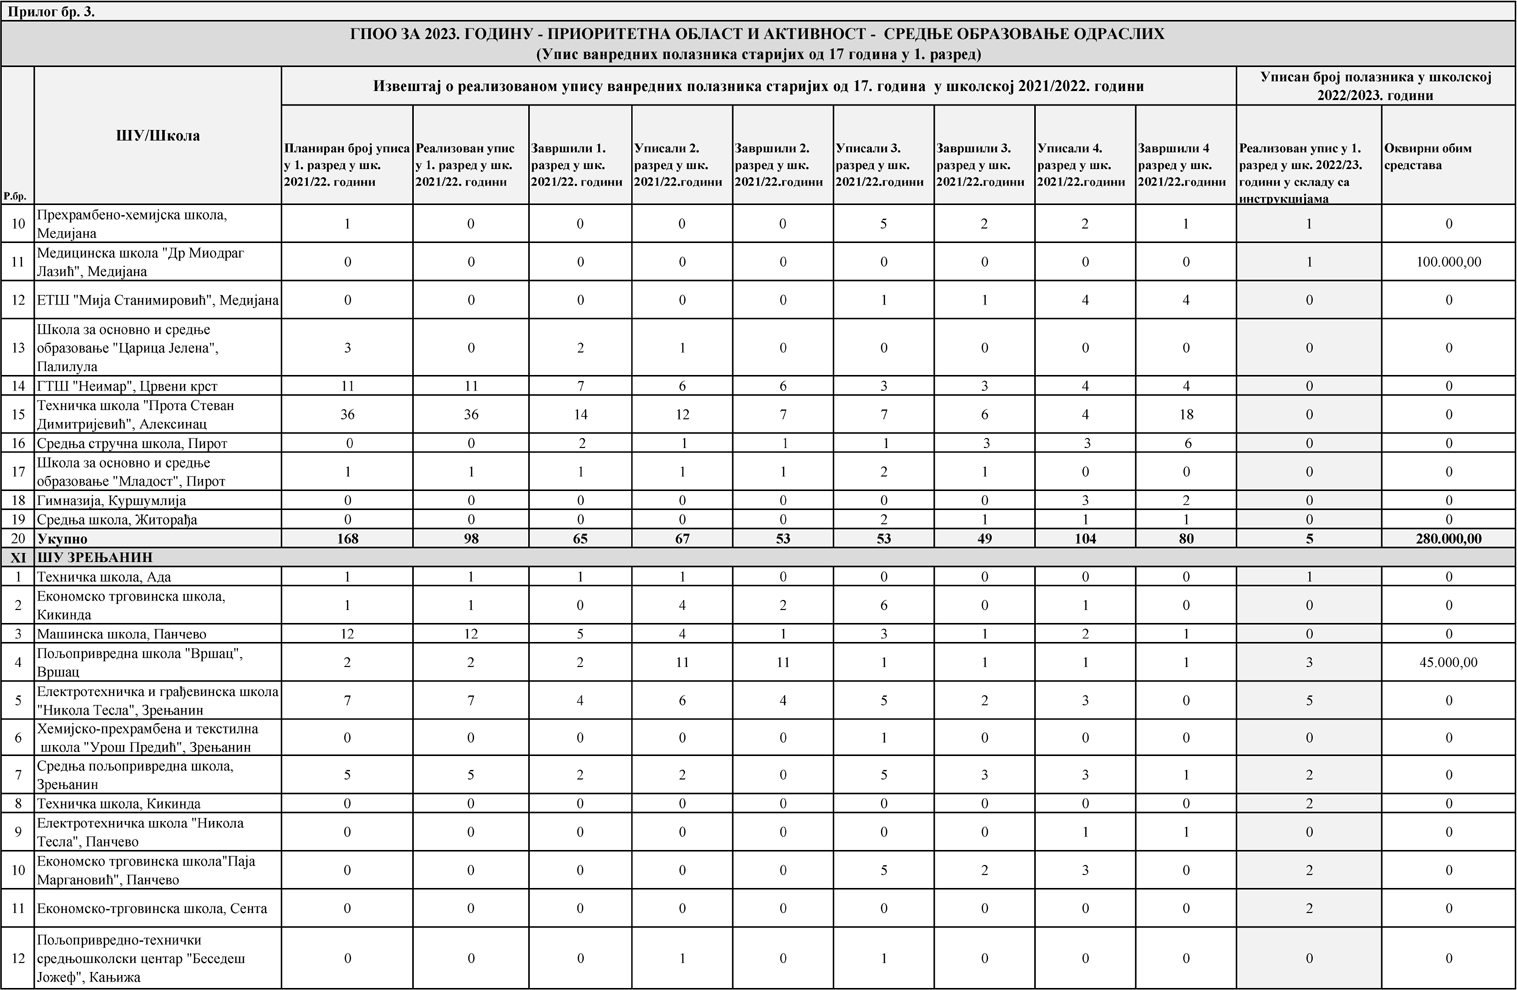 Прилог бр. 3.
ГПОО ЗА 2023. ГОДИНУ - ПРИОРИТЕТНА ОБЛАСТ И АКТИВНОСТ - СРЕДЊЕ ОБРАЗОВАЊЕ ОДРАСЛИХ
(Упис ванредних полазника старијих од 17 година у 1. разред)
Р.бр.
ШУ/Школа
Извештај о реализованом упису ванредних полазника старијих од 17. година у школској 2021/2022. години
Уписан број полазника у школској
2022/2023. години
Планиран број уписа
у 1. разред у шк.
2021/22. години
Реализован упис
у 1. разред у шк.
2021/22. години
Завршили 1.
разред у шк.
2021/22. години
Уписали 2.
разред у шк.
2021/22.години
Завршили 2.
разред у шк.
2021/22.години
Уписали 3.
разред у шк.
2021/22.години
Завршили 3.
разред у шк.
2021/22.години
Уписали 4.
разред у шк.
2021/22.години
Завршили 4
разред у шк.
2021/22.години
Реализован упис у 1.
разред у шк. 2022/23.
години у складу са
инструкцијама
Оквирни обим
средстава
10 Прехрамбено-хемијска школа,
Медијана 1 0 0 0 0 5 2 2 1 1 0
11 Медицинска школа "Др Миодраг
Лазић", Медијана 0 0 0 0 0 0 0 0 0 1 100.000,00
12 ЕТШ "Мија Станимировић", Медијана 0 0 0 0 0 1 1 4 4 0 0
13 Школа за основно и средње
образовање "Царица Јелена",
Палилула 3 0 2 1 0 0 0 0 0 0 0
14 ГТШ "Неимар", Црвени крст 11 11 7 6 6 3 3 4 4 0 0
15 Техничка школа "Прота Стеван
Димитријевић", Алексинац 36 36 14 12 7 7 6 4 18 0 0
16 Средња стручна школа, Пирот 0 0 2 1 1 1 3 3 6 0 0
17 Школа за основно и средње
образовање "Младост", Пирот 1 1 1 1 1 2 1 0 0 0 0
18 Гимназија, Куршумлија 0 0 0 0 0 0 0 3 2 0 0
19 Средња школа, Житорађа 0 0 0 0 0 2 1 1 1 0 0
20 Укупно 168 98 65 67 53 53 49 104 80 5 280.000,00
XI ШУ ЗРЕЊАНИН
1 Техничка школа, Ада 1 1 1 1 0 0 0 0 0 1 0
2 Економско трговинска школа,
Кикинда 1 1 0 4 2 6 0 1 0 0 0
3 Машинска школа, Панчево 12 12 5 4 1 3 1 2 1 0 0
4 Пољопривредна школа "Вршац",
Вршац 2 2 2 11 11 1 1 1 1 3 45.000,00
5 Електротехничка и грађевинска школа
"Никола Тесла", Зрењанин 7 7 4 6 4 5 2 3 0 5 0
6 Хемијско-прехрамбена и текстилна
школа "Урош Предић", Зрењанин 0 0 0 0 0 1 0 0 0 0 0
7 Средња пољопривредна школа,
Зрењанин 5 5 2 2 0 5 3 3 1 2 0
8 Техничка школа, Кикинда 0 0 0 0 0 0 0 0 0 2 0
9 Електротехничка школа "Никола
Тесла", Панчево 0 0 0 0 0 0 0 1 1 0 0
10 Економско трговинска школа"Паја
Маргановић", Панчево 0 0 0 0 0 5 2 3 0 2 0
11 Економско-трговинска школа, Сента 0 0 0 0 0 0 0 0 0 2 0
12 Пољопривредно-технички
средњошколски центар "Беседеш
Јожеф", Кањижа 0 0 0 1 0 1 0 0 0 0 0